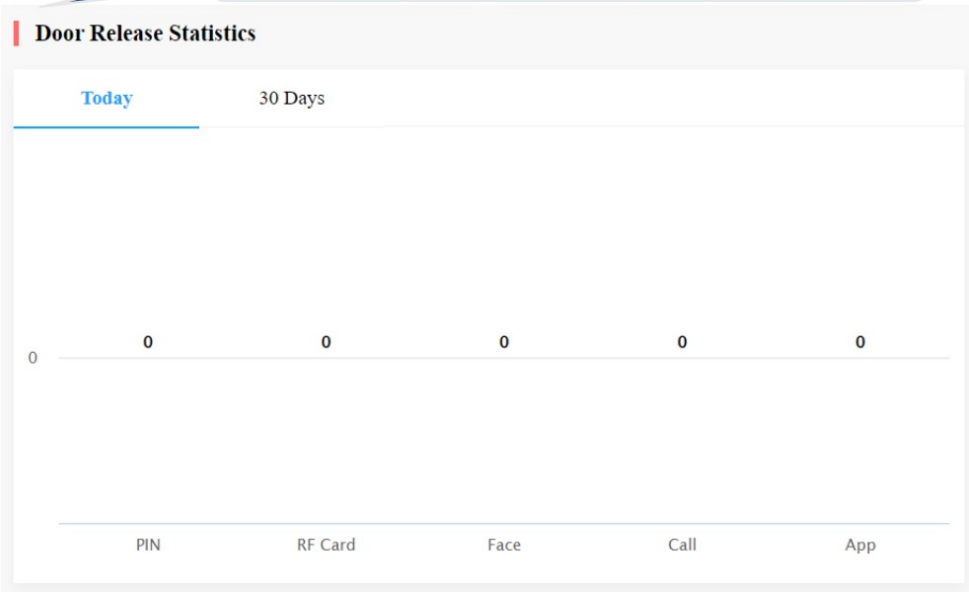 Door Release Statistics
Today 30 Days
0 0 0 0 0
0
PIN RF Card Face Call App